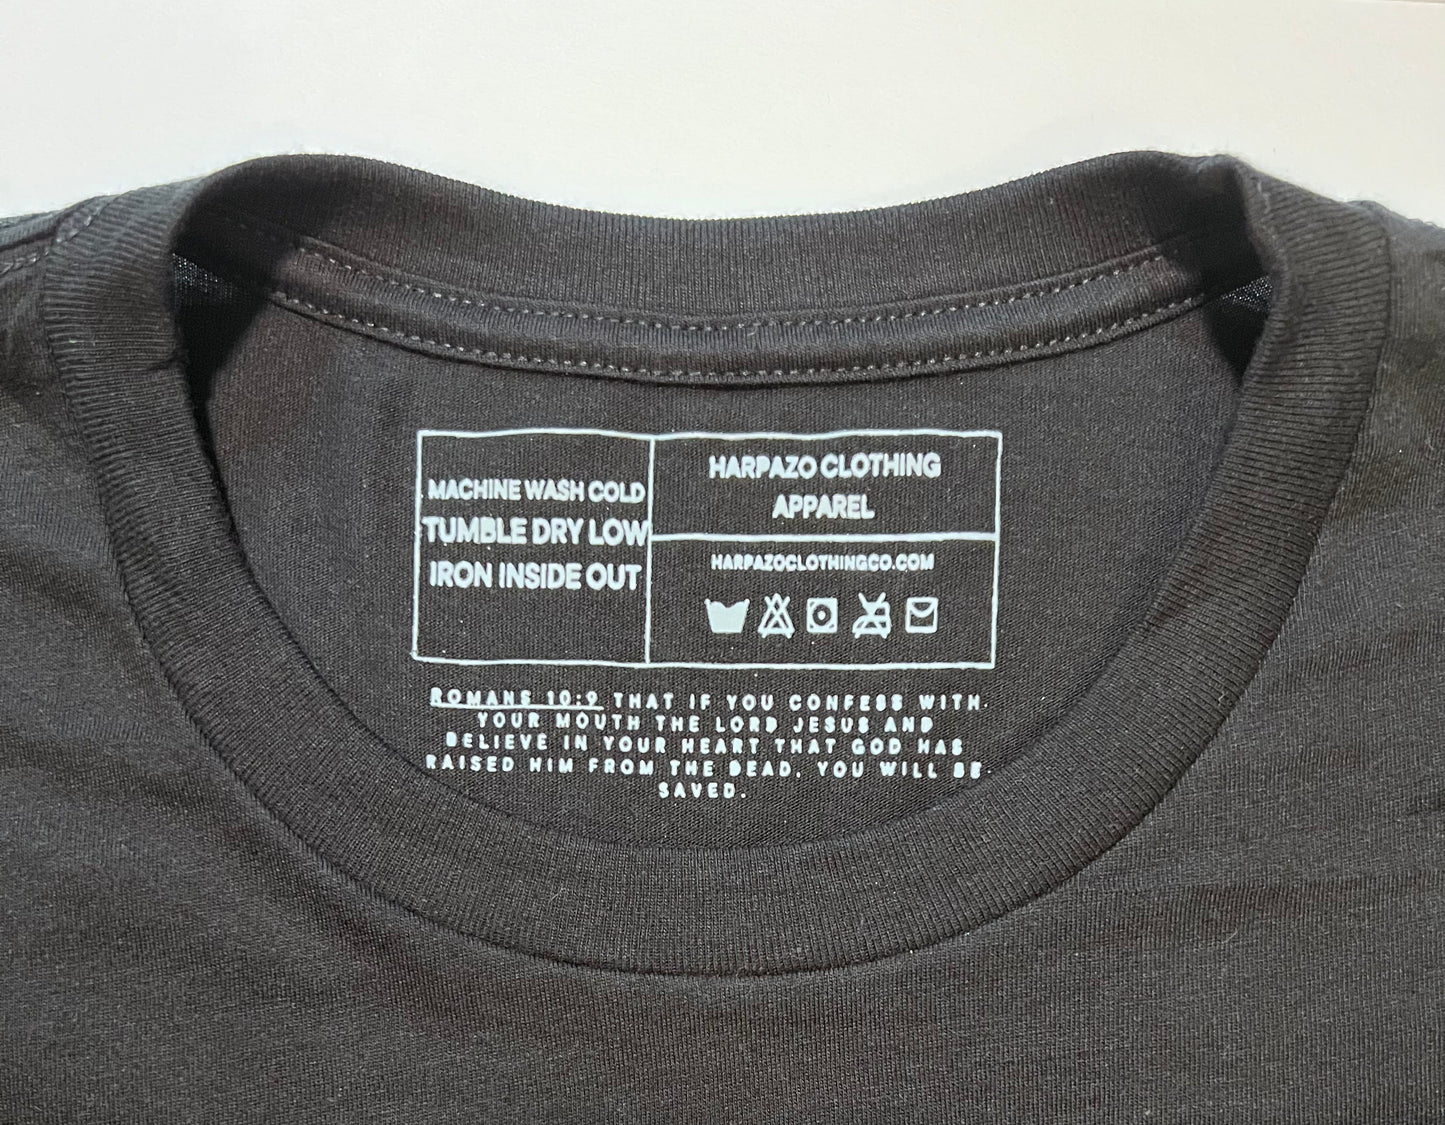 MACHINE WASH COLD
TUMBLE DRY LOW
IRON INSIDE OUT
HARPAZO CLOTHING
APPAREL
HARPAZOCLOTHINGCO.COM
ROMANS 10:9 THAT IF YOU CONFESS WITH
YOUR MOUTH THE LORD JESUS AND
BELIEVE IN YOUR HEART THAT GOD HAS
RAISED HIM FROM THE DEAD, YOU WILL BE
SAVED.